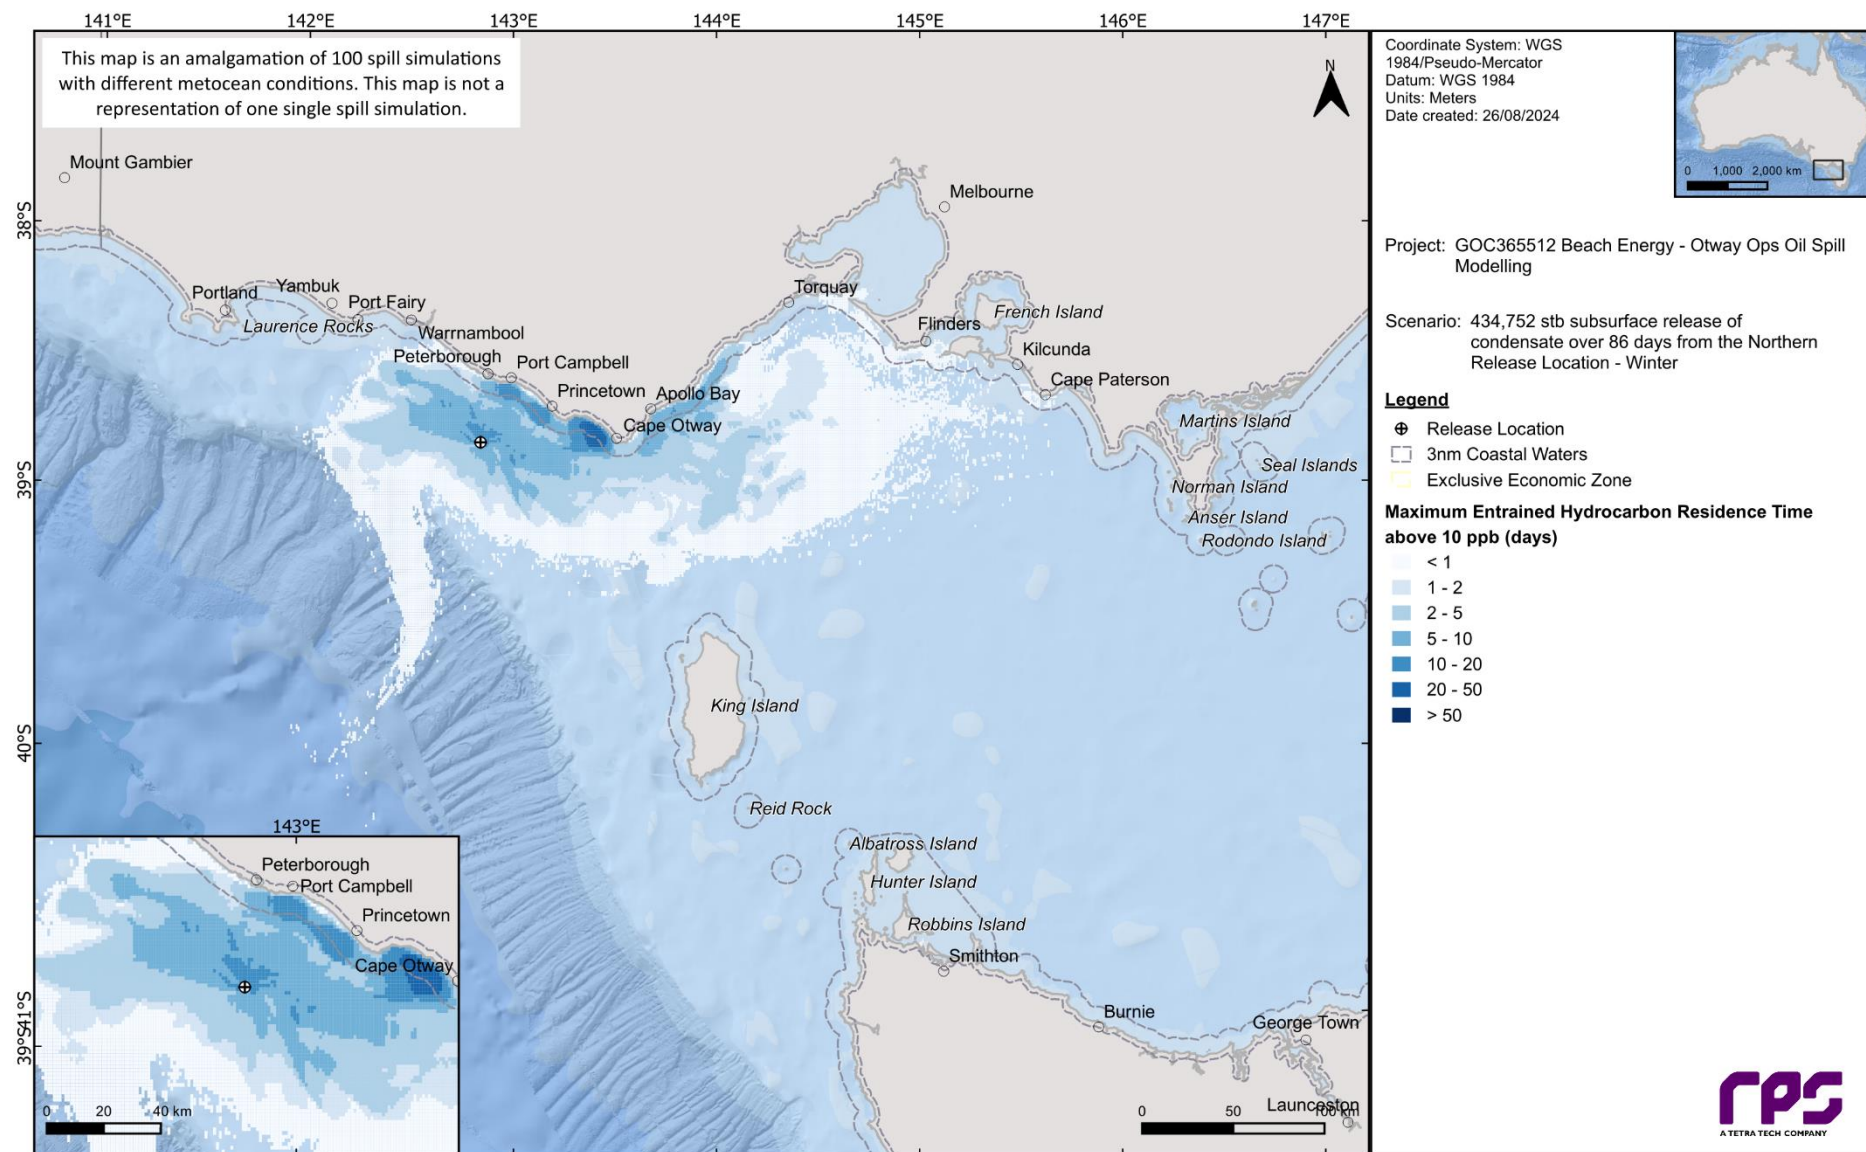 141°E
142°E
143°E
144°E
145°E
146°E
147°E
This map is an amalgamation of 100 spill simulations
with different metocean conditions. This map is not a
representation of one single spill simulation.
N
Mount Gambier
Melbourne
38°S
Portland
Yambuk
Port Fairy
Laurence Rocks
Warrnambool
Torquay
French Island
Flinders
Kilcunda
Peterborough
Port Campbell
Princetown
Apollo Bay
Cape Otway
Cape Paterson
Martins Island
Seal Islands
39°S
Norman Island
Anser Island
Rodondo Island
King Island
40°S
Reid Rock
Albatross Island
Hunter Island
Robbins Island
Smithton
41°S
Burnie
George Town
Launceston
0 50 100 km
143°E
Peterborough
Port Campbell
Princetown
Cape Otway
39°S
0 20 40 km
Coordinate System: WGS
1984/Pseudo-Mercator
Datum: WGS 1984
Units: Meters
Date created: 26/08/2024
0 1,000 2,000 km
Project: GOC365512 Beach Energy - Otway Ops Oil Spill
Modelling
Scenario: 434,752 stb subsurface release of
condensate over 86 days from the Northern
Release Location - Winter
Legend
Release Location
3nm Coastal Waters
Exclusive Economic Zone
Maximum Entrained Hydrocarbon Residence Time
above 10 ppb (days)
< 1
1 - 2
2 - 5
5 - 10
10 - 20
20 - 50
> 50
rps
A TETRA TECH COMPANY